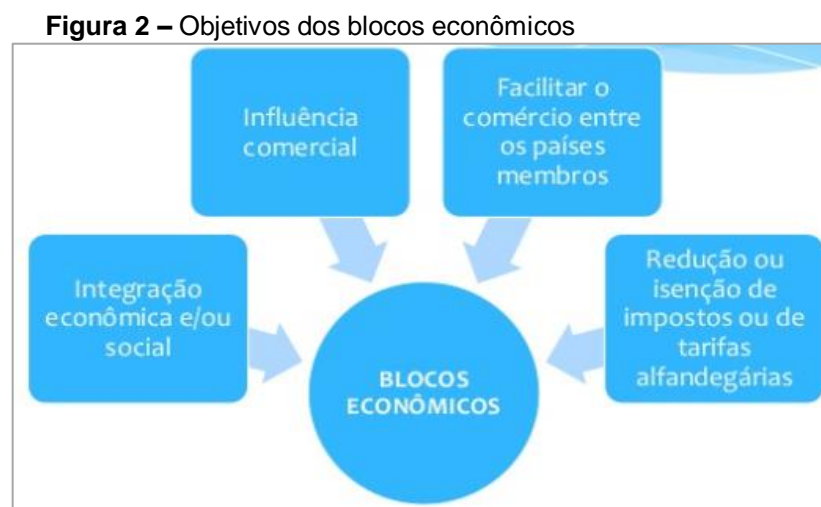 Figura 2 – Objetivos dos blocos econômicos
Influência
comercial
Facilitar o
comércio entre
os países
membros
Integração
econômica e/ou
social
Redução ou
isenção de
impostos ou de
tarifas
alfandegárias
BLOCOS
ECONÔMICOS